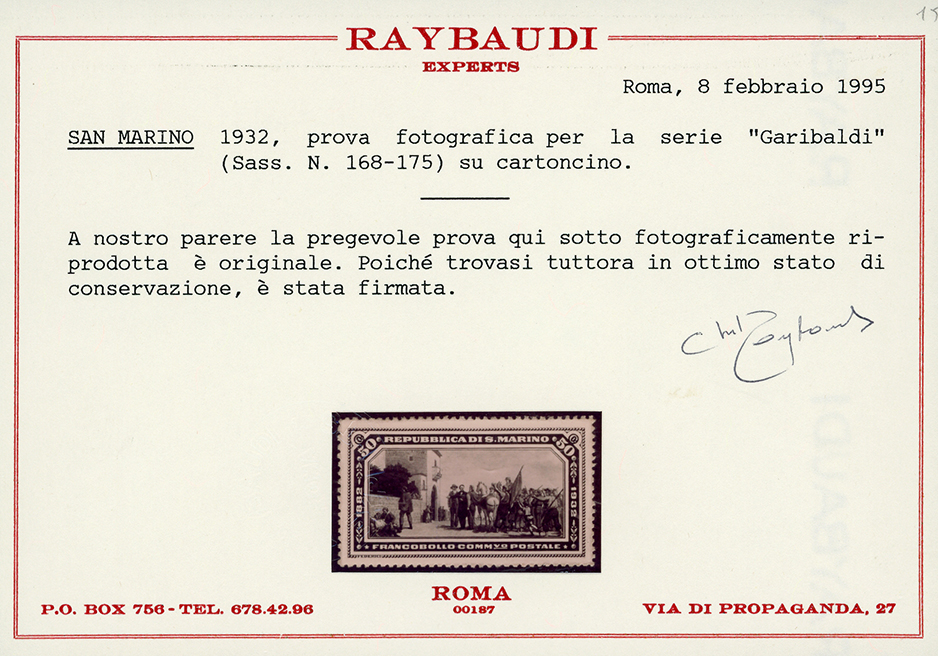 RAYBAUDI
EXPERTS
Roma, 8 febbraio 1995
SAN MARINO 1932, prova fotografica per la serie "Garibaldi"
(Sass. N. 168-175) su cartoncino.
A nostro parere la pregevole prova qui sotto fotograficamente ri-
prodotta è originale. Poiché trovasi tuttora in ottimo stato di
conservazione, è stata firmata.
50 REPUBBLICA DI S. MARINO 50
1882 1932
FRANCOBOLLO COMMVO POSTALE
ROMA
00187
P.O. BOX 756 - TEL. 678.42.96
VIA DI PROPAGANDA, 27